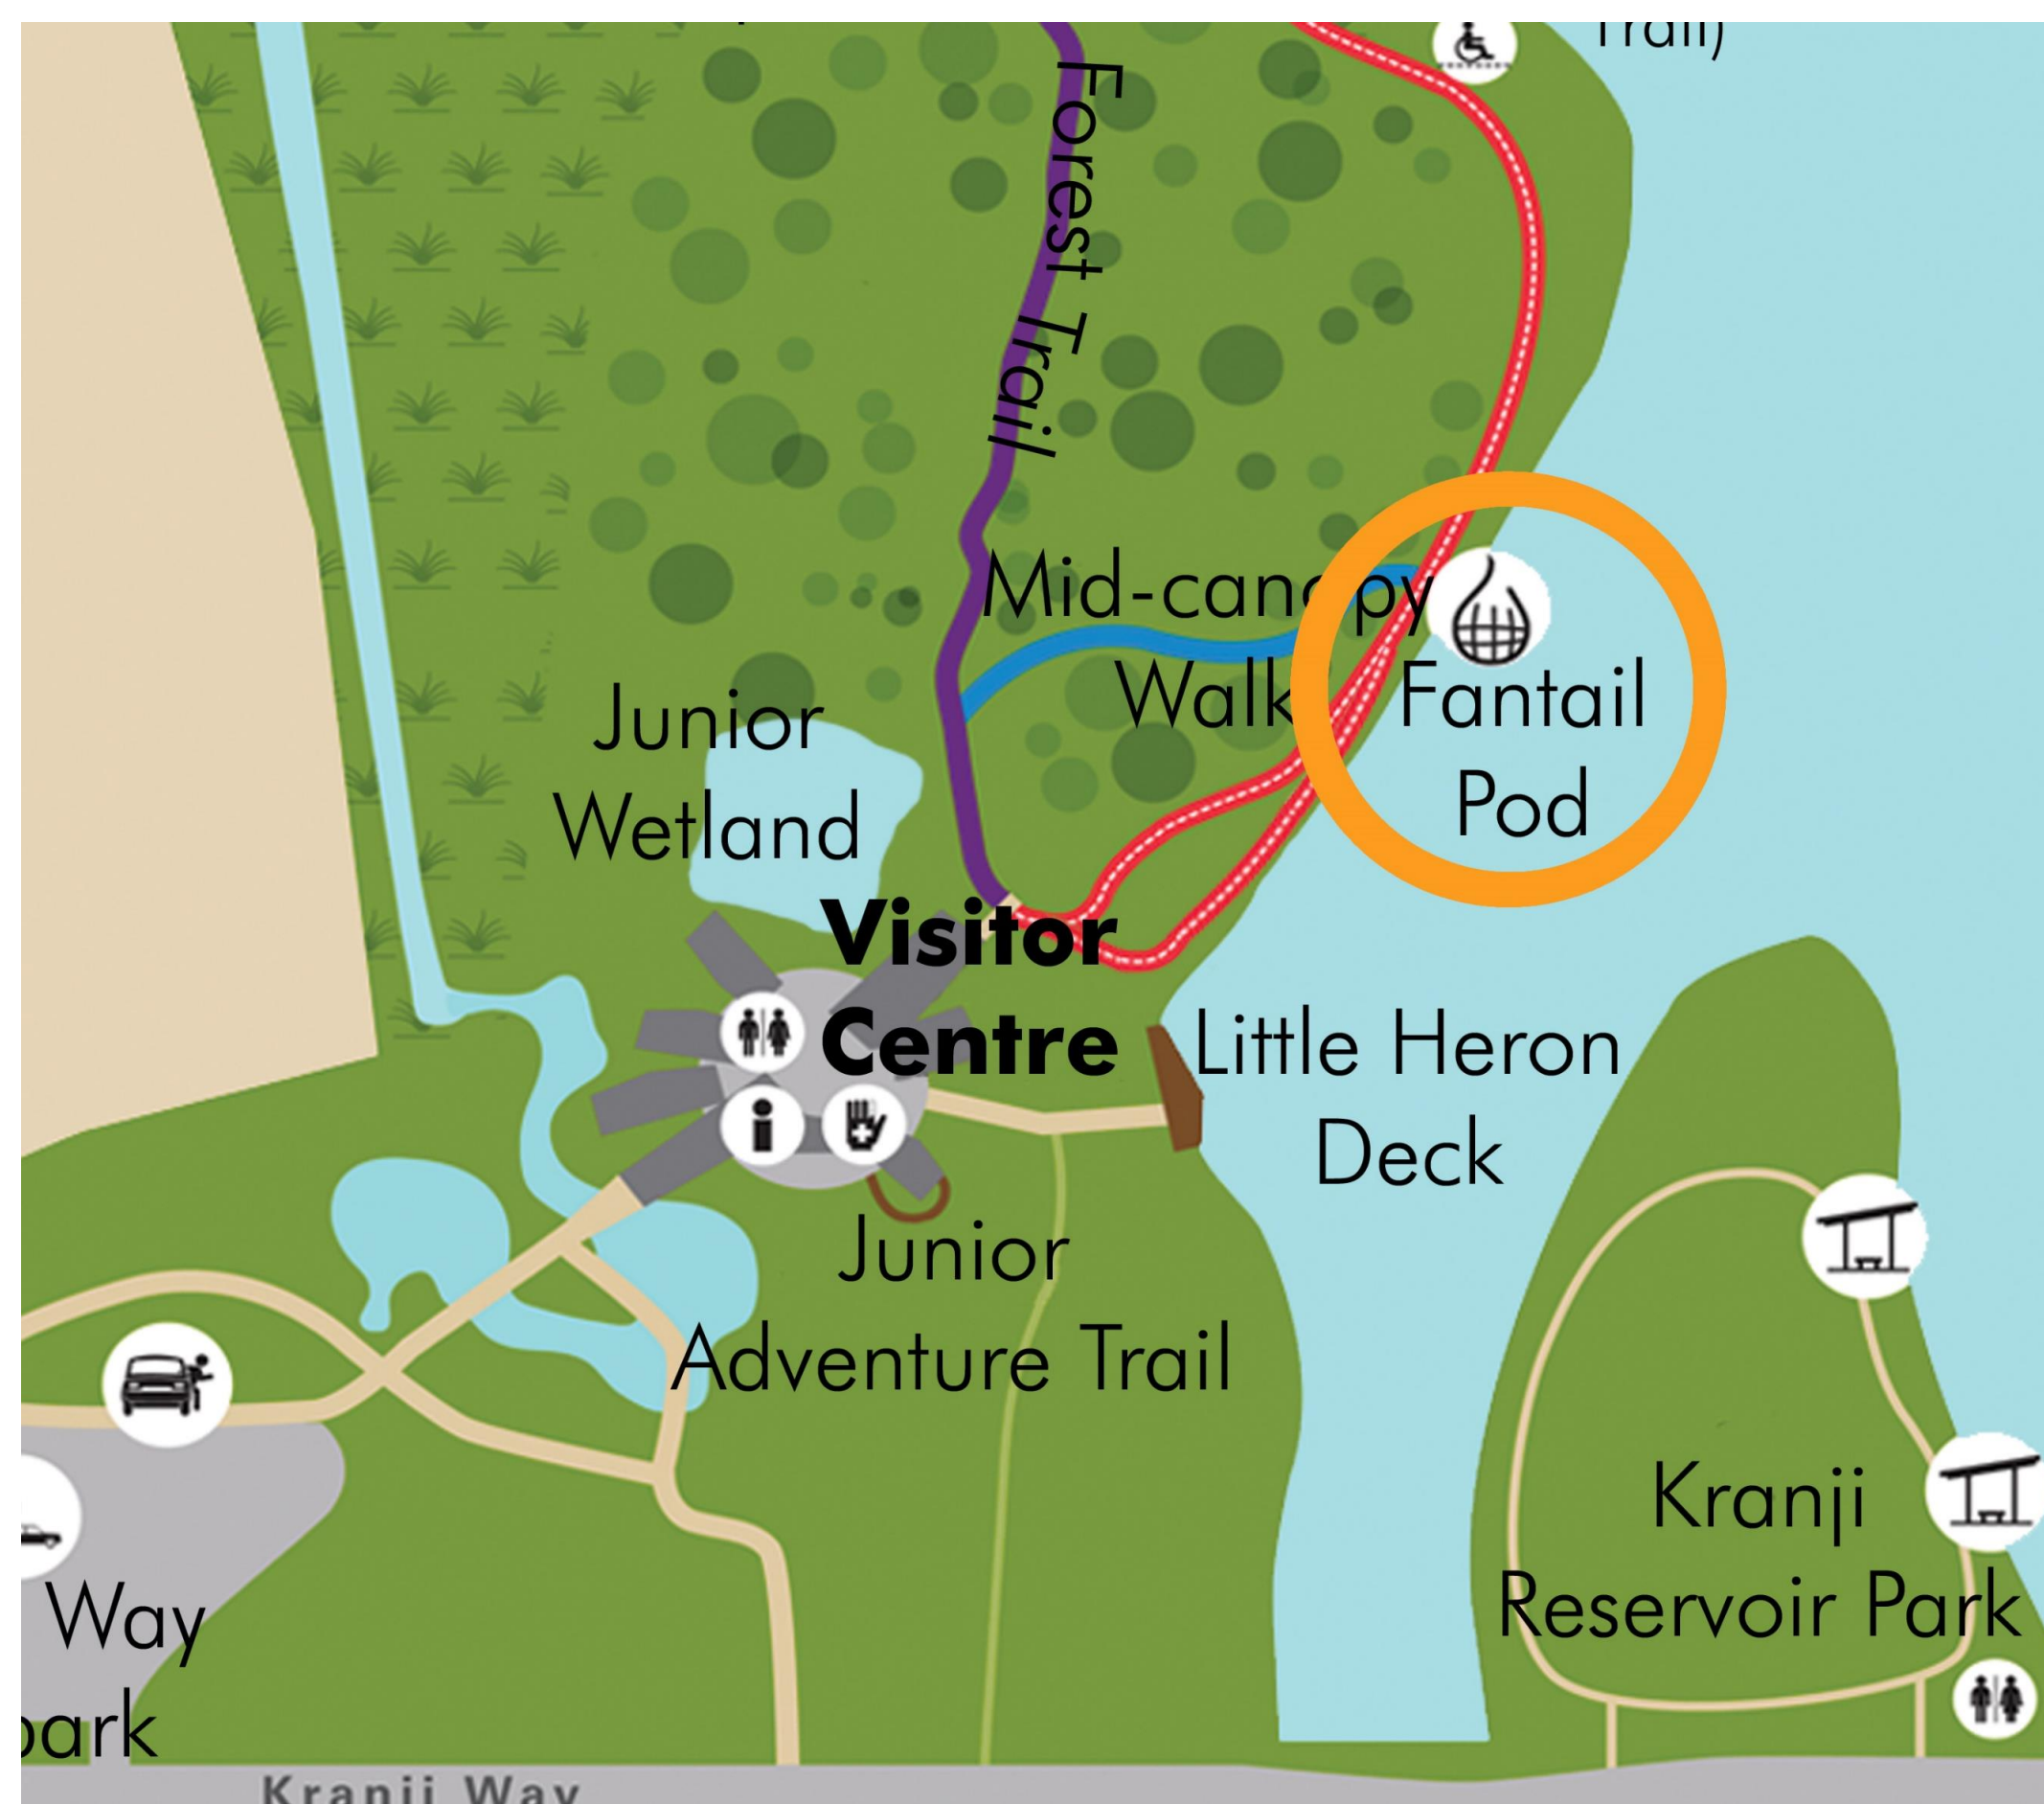 Trail)
Forest Trail
Mid-canopy
Walk
Fantail
Pod
Junior
Wetland
Visitor
Centre
Little Heron
Deck
Junior
Adventure Trail
Kranji
Reservoir Park
Way
Kranji Way